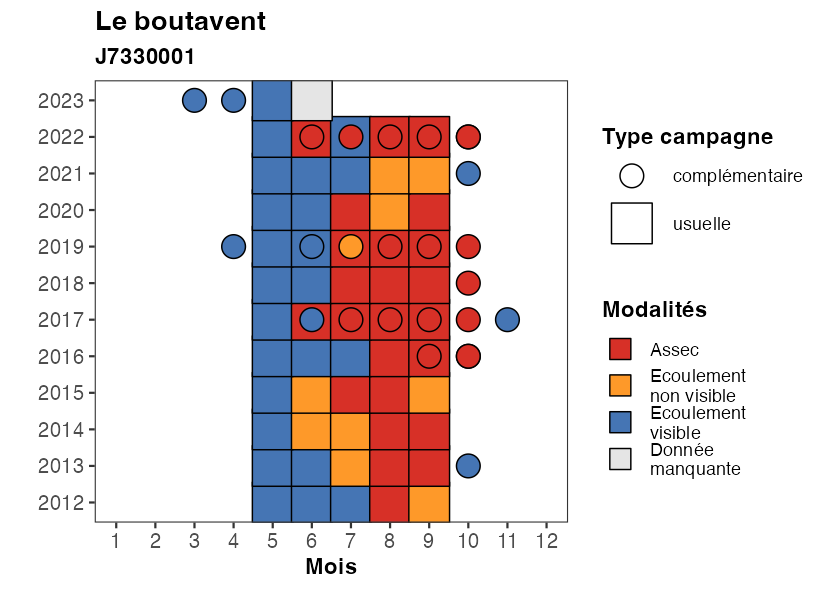 Le boutavent
J7330001
2023
2022
2021
2020
2019
2018
2017
2016
2015
2014
2013
2012
1 2 3 4 5 6 7 8 9 10 11 12
Mois
Type campagne
complémentaire
usuelle
Modalités
Assec
Ecoulement
non visible
Ecoulement
visible
Donnée
manquante